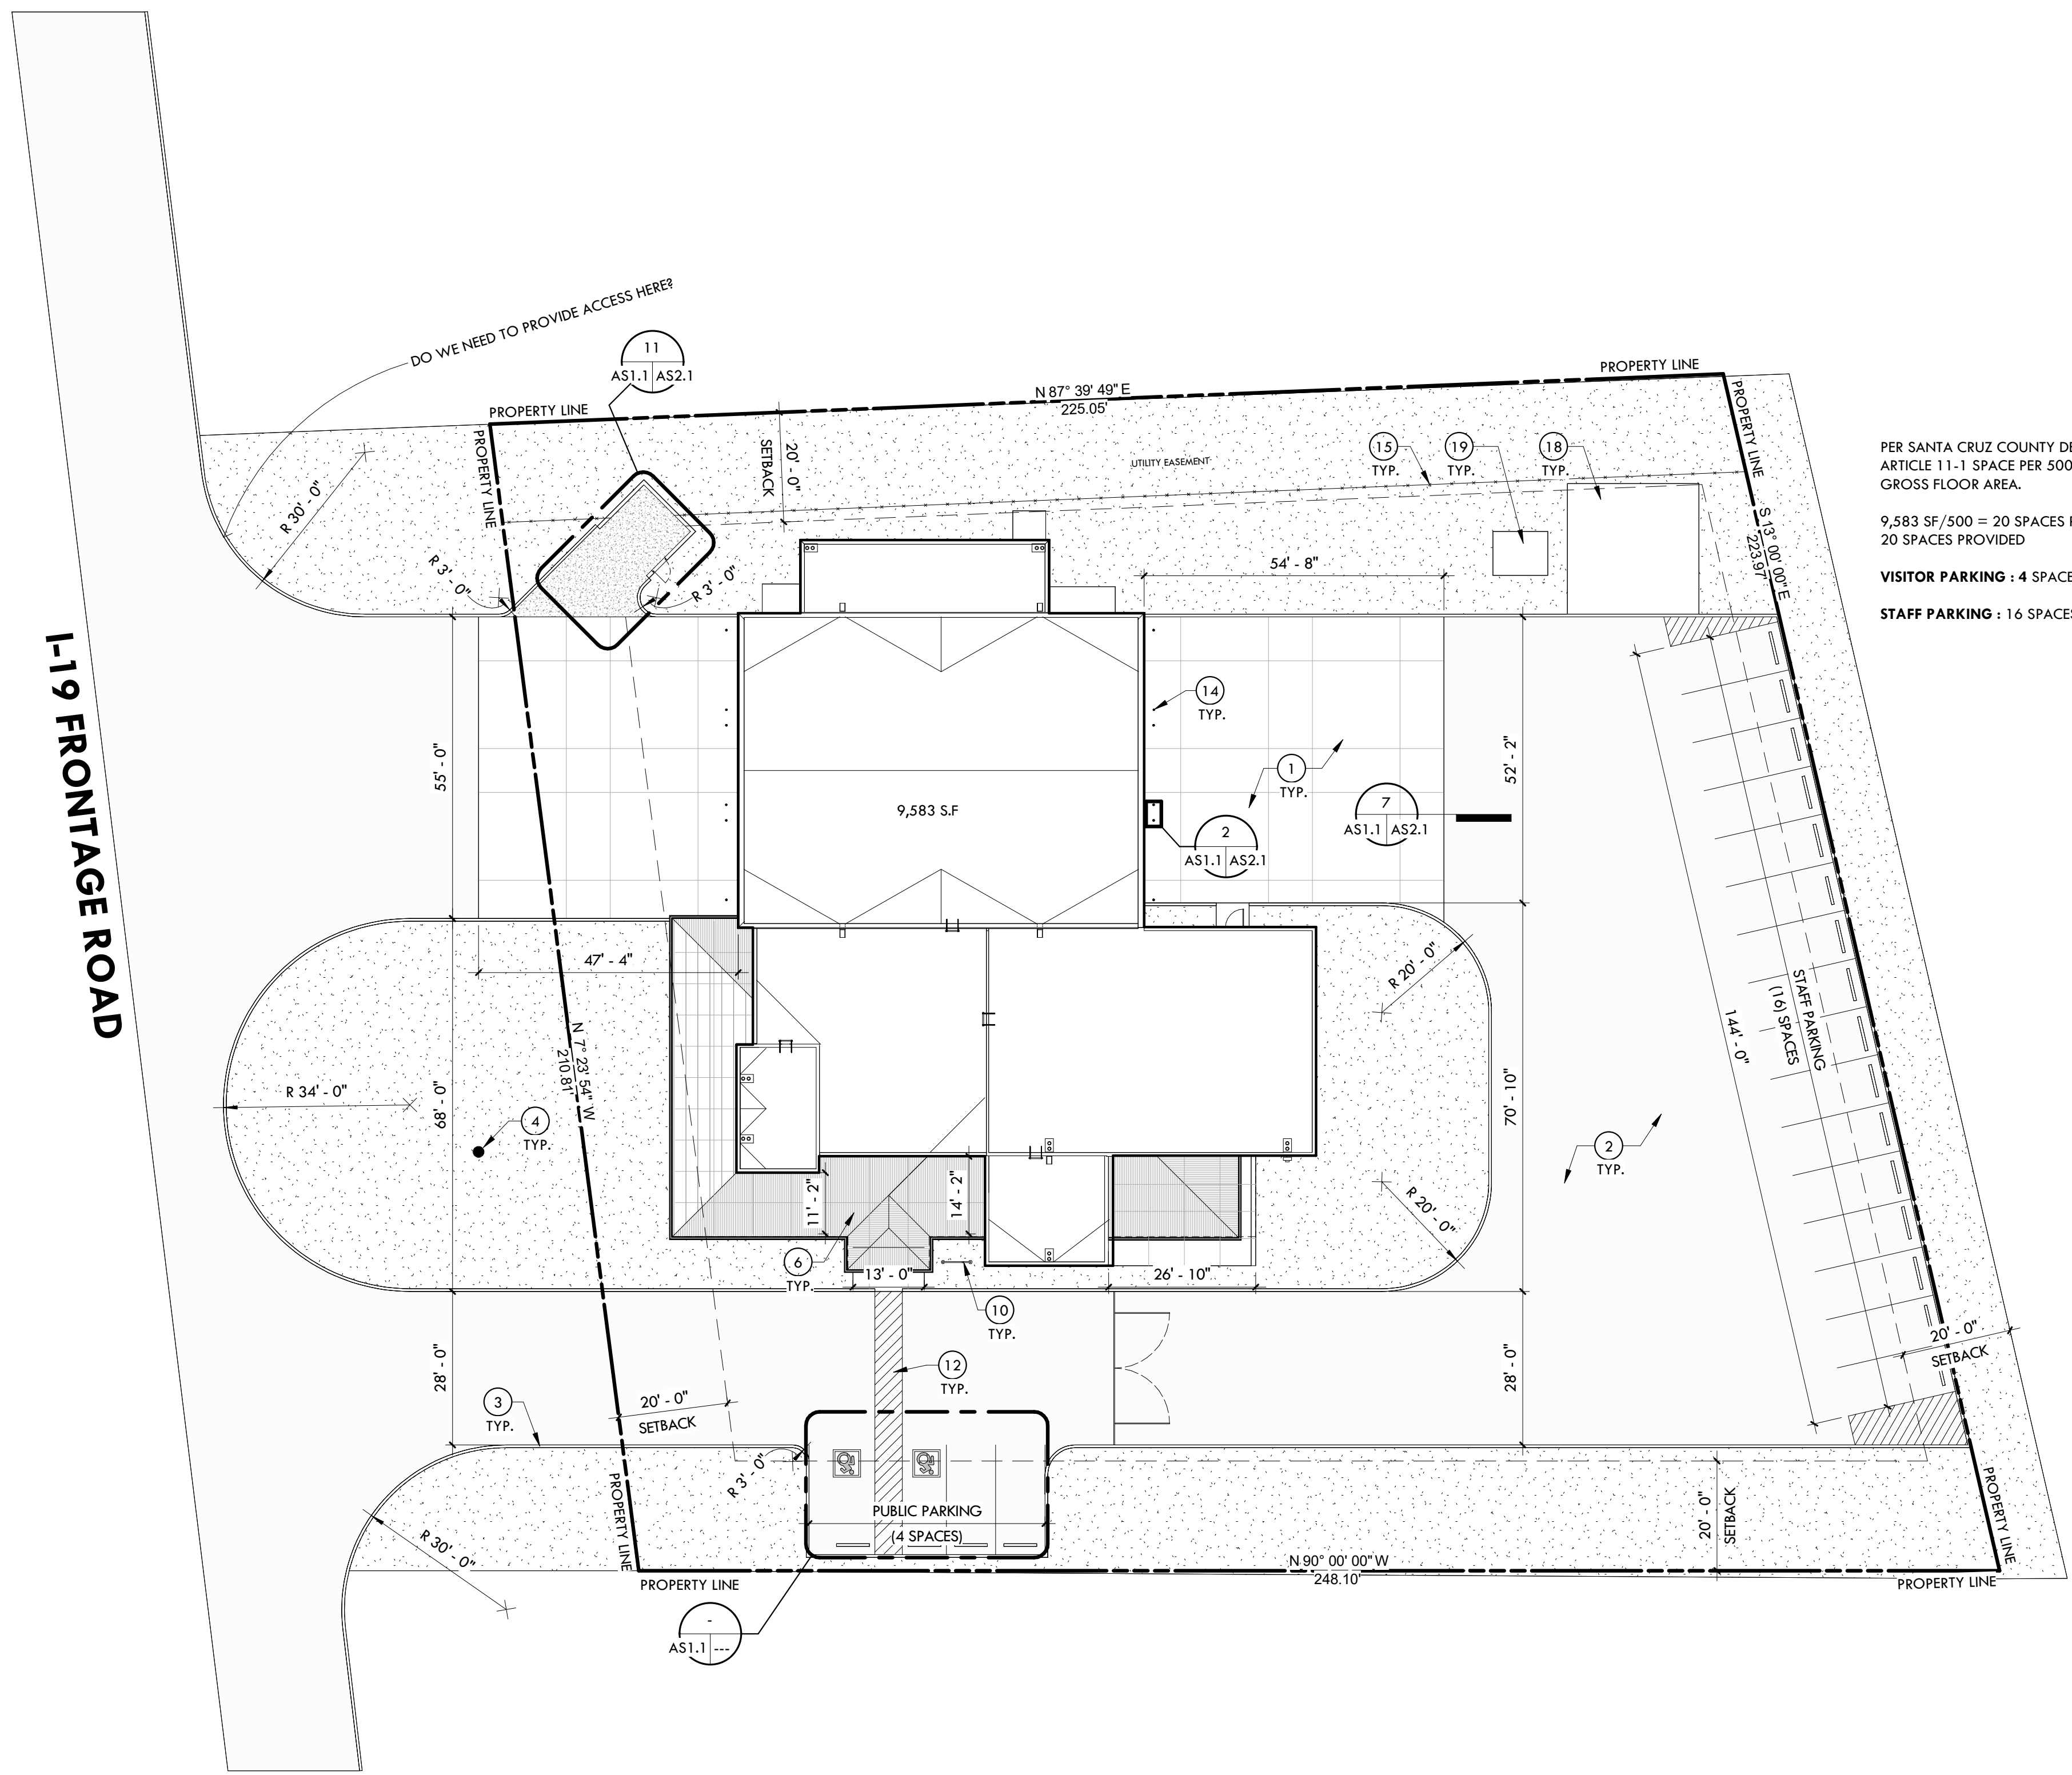 DO WE NEED TO PROVIDE ACCESS HERE?
11
AS1.1 AS2.1
PROPERTY LINE
N 87° 39' 49" E
225.05'
PROPERTY LINE
PROPERTY LINE
PROPERTY LINE
20' - 0"
SETBACK
UTILITY EASEMENT
15
TYP.
19
TYP.
18
TYP.
PER SANTA CRUZ COUNTY DE
ARTICLE 11-1 SPACE PER 500
GROSS FLOOR AREA.
9,583 SF/500 = 20 SPACES
20 SPACES PROVIDED
VISITOR PARKING : 4 SPACE
STAFF PARKING : 16 SPACES
R 30' - 0"
R 3' - 0"
R 3' - 0"
54' - 8"
S 13° 00' 00" E
223.97'
I-19 FRONTAGE ROAD
55' - 0"
14
TYP.
1
TYP.
52' - 2"
9,583 S.F
2
AS1.1 AS2.1
7
AS1.1 AS2.1
47' - 4"
R 20' - 0"
STAFF PARKING
(16) SPACES
144' - 0"
N 7° 23' 54" W
210.81'
R 34' - 0"
68' - 0"
4
TYP.
70' - 10"
2
TYP.
11' - 2"
14' - 2"
R 20' - 0"
6
TYP.
13' - 0"
26' - 10"
10
TYP.
20' - 0"
SETBACK
28' - 0"
12
TYP.
28' - 0"
3
TYP.
20' - 0"
SETBACK
R 3' - 0"
PUBLIC PARKING
(4 SPACES)
20' - 0"
SETBACK
PROPERTY LINE
PROPERTY LINE
R 30' - 0"
N 90° 00' 00" W
248.10'
PROPERTY LINE
PROPERTY LINE
-
AS1.1 ---